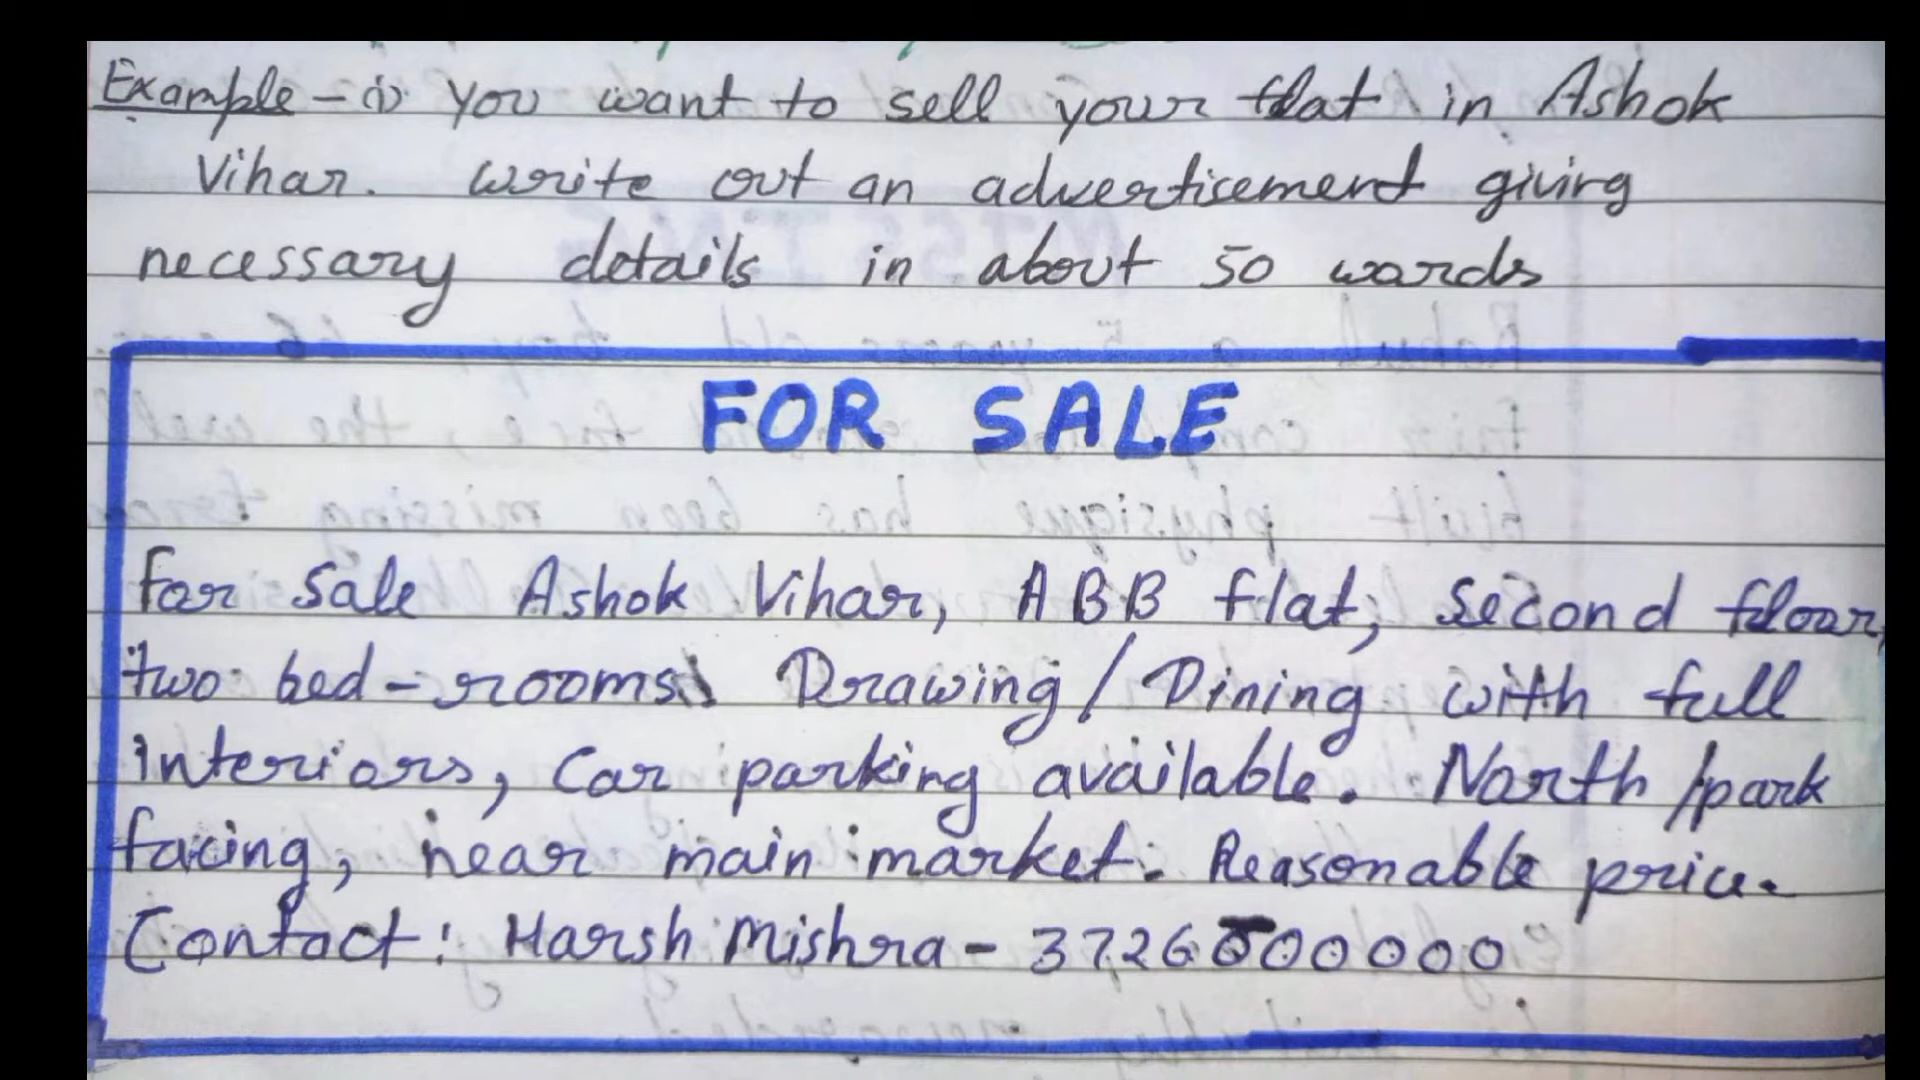 Example - (i) You want to sell your flat in Ashok
Vihar. Write out an advertisement giving
necessary details in about 50 words
FOR SALE
For Sale Ashok Vihar, A B B flat, Second floor,
two bed-rooms. Drawing/Dining with full
interiors, Car parking available. North/park
facing, near main market. Reasonable price.
Contact: Harsh Mishra -